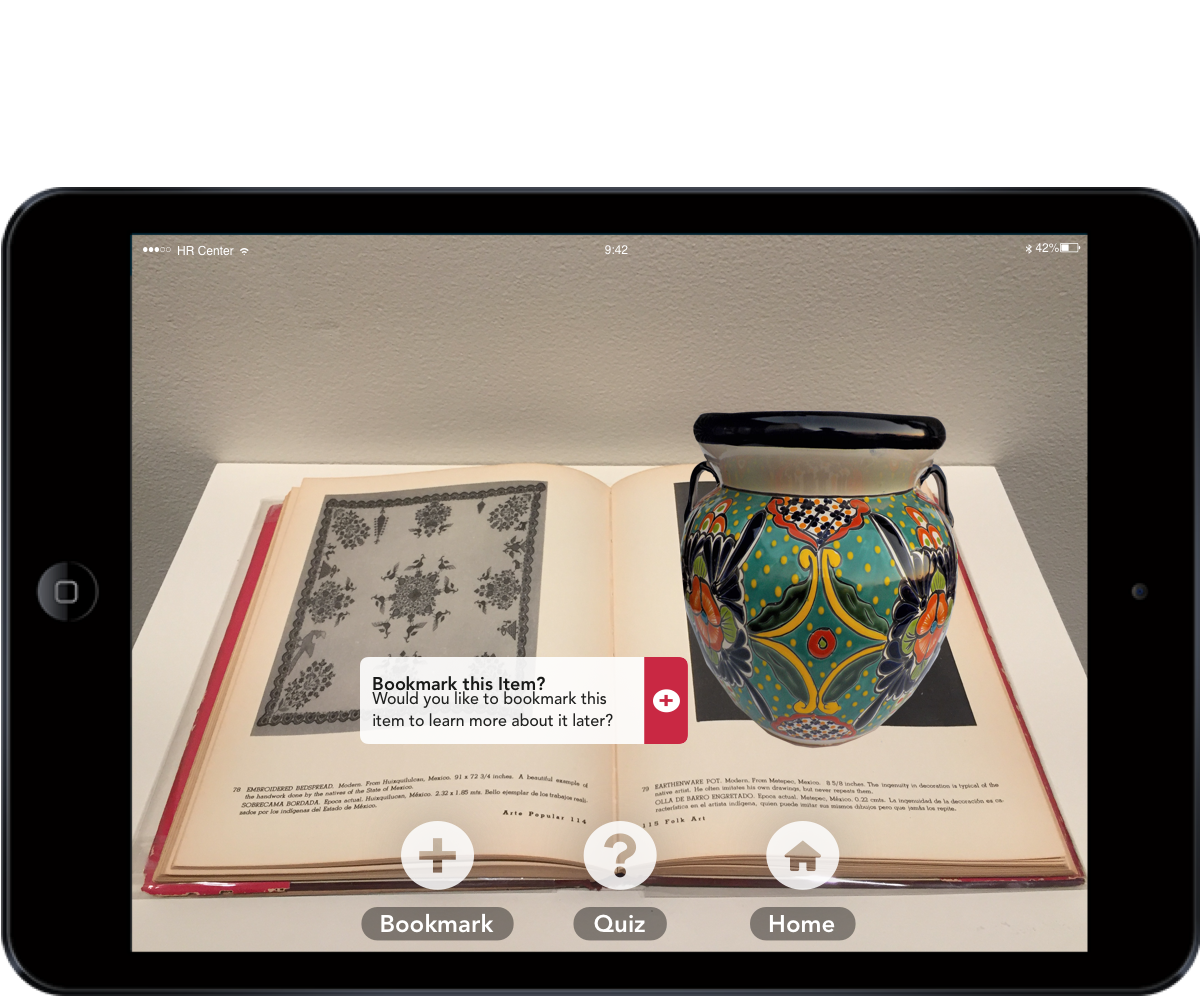 HR Center
9:42
42%
Bookmark this Item?
Would you like to bookmark this
item to learn more about it later?
78 EMBROIDERED BEDSPREAD. Modern. From Huixquilulcan, Mexico. 91 x 72 3/4 inches. A beautiful example of
the handwork done by the natives of the State of Mexico.
SOBRECAMA BORDADA. Epoca actual. Huixquilucan, México. 2.32 x 1.85 mts. Bello ejemplar de los trabajos reali-
zados por los indígenas del Estado de México.
Arte Popular 114
79 EARTHENWARE POT. Modern. From Metepec, Mexico. 8 5/8 inches. The ingenuity in decoration is typical of the
native artist. He often imitates his own drawings, but never repeats them.
OLLA DE BARRO ENGRETADO. Epoca actual. Metepec, México. 0.22 cmts. La ingenuidad de la decoración es ca-
racterística en el artista indígena, quien puede imitar sus mismos dibujos pero que jamás los repite.
115 Folk Art
Bookmark
Quiz
Home